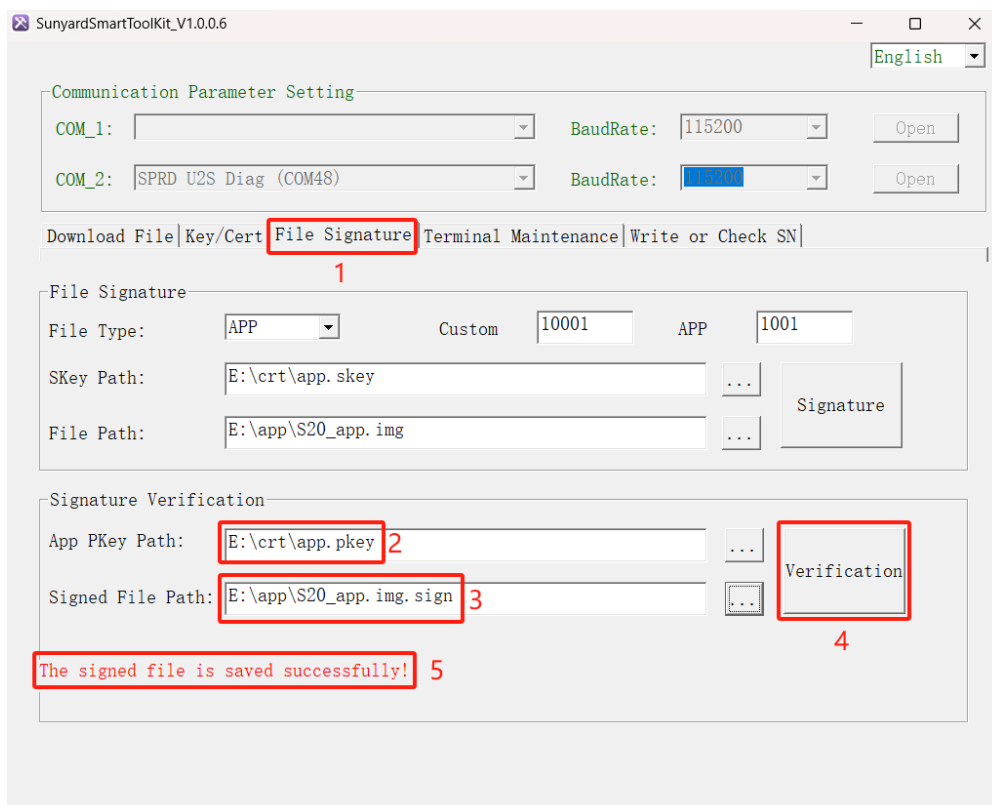 SunyardSmartToolKit_V1.0.0.6
English
Communication Parameter Setting
COM_1: BaudRate: 115200 Open
COM_2: SPRD U2S Diag (COM48) BaudRate: 115200 Open
Download File Key/Cert File Signature Terminal Maintenance Write or Check SN
1
File Signature
File Type: APP Custom 10001 APP 1001
SKey Path: E:\crt\app.skey ...
Signature
File Path: E:\app\S20_app.img ...
Signature Verification
App PKey Path: E:\crt\app.pkey 2 ...
Verification
Signed File Path: E:\app\S20_app.img.sign 3 ...
4
The signed file is saved successfully! 5